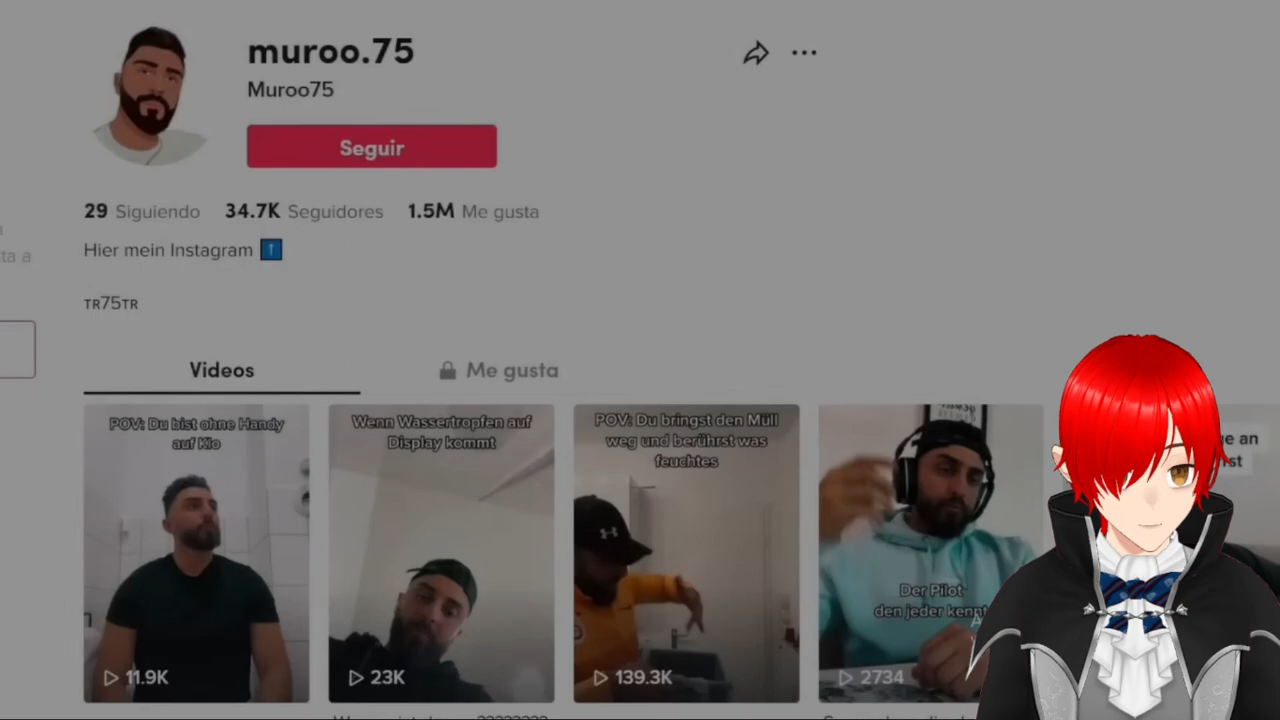 muroo.75
Muroo75
Seguir
29 Siguiendo 34.7K Seguidores 1.5M Me gusta
Hier mein Instagram
ta a
TR75TR
Videos Me gusta
POV: Du bist ohne Handy
auf Klo
11.9K
Wenn Wassertropfen auf
Display kommt
23K
POV: Du bringst den Müll
weg und berührst was
feuchtes
139.3K
Der Pilot
den jeder kennt
2734